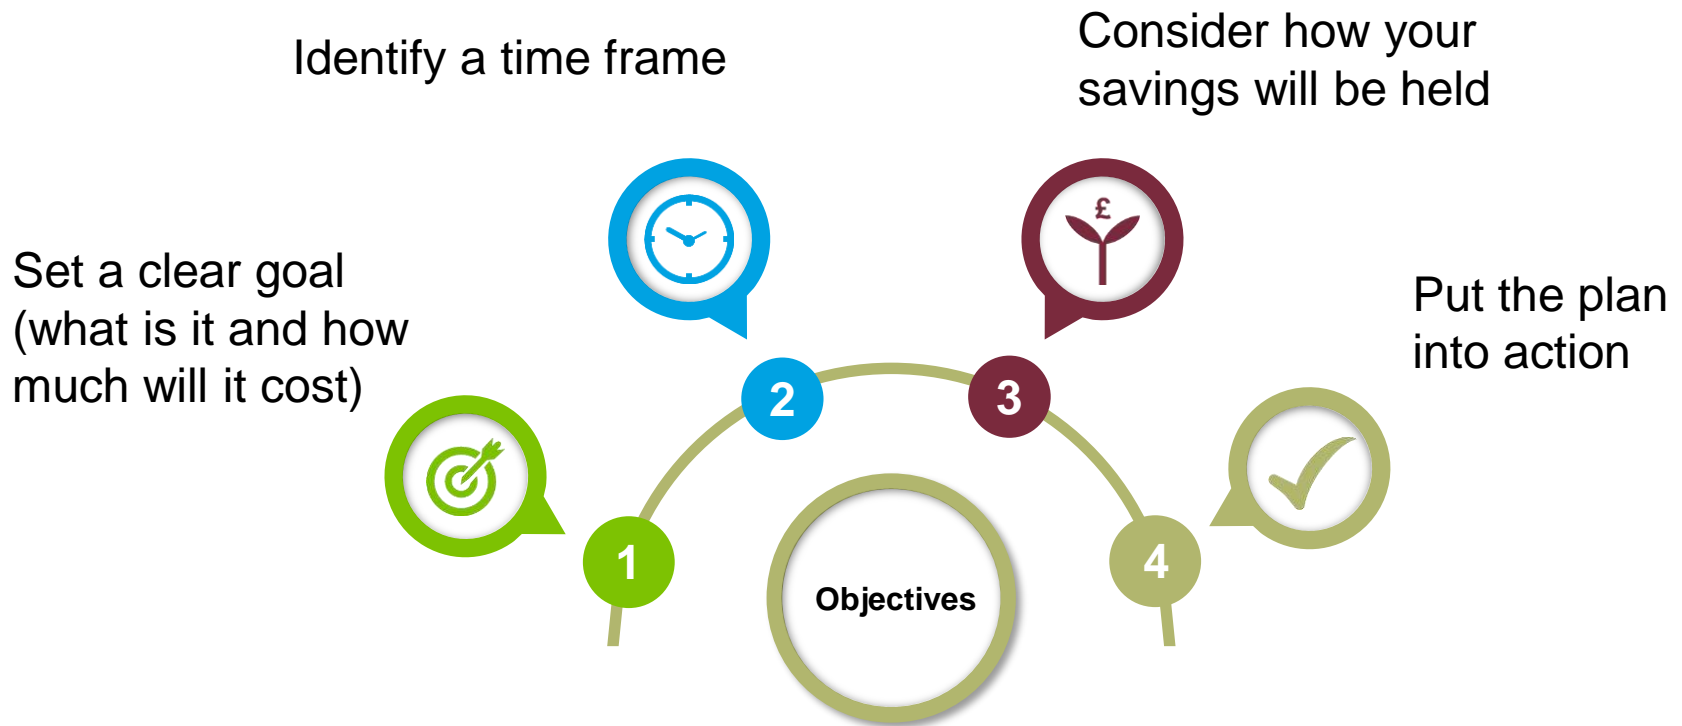 Identify a time frame
Consider how your
savings will be held
£
Set a clear goal
(what is it and how
much will it cost)
Put the plan
into action
2
3
1
4
Objectives